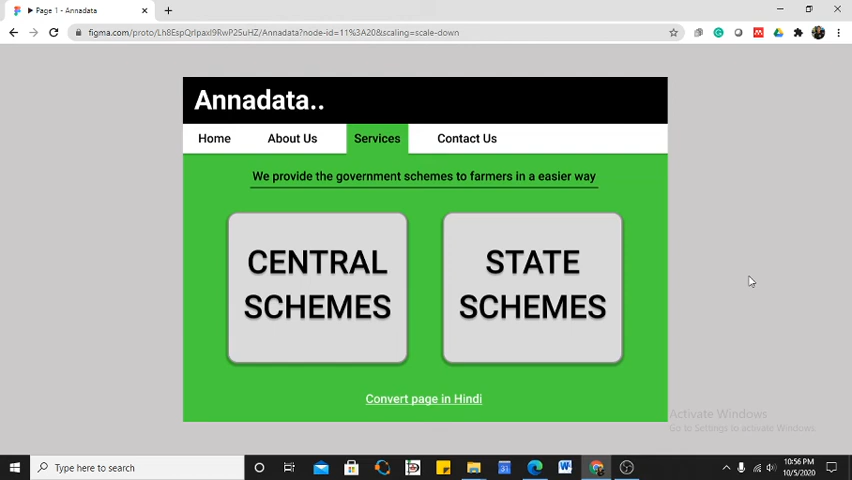 Page 1 - Annadata
figma.com/proto/Lh8EspQrIpaxI9RwP2SuHZ/Annadata?node-id=11%3A20&scaling=scale-down
Annadata..
Home About Us Services Contact Us
We provide the government schemes to farmers in a easier way
CENTRAL
SCHEMES
STATE
SCHEMES
Convert page in Hindi
Activate Windows
Go to Settings to activate Windows.
Type here to search
10:56 PM
10/5/2020